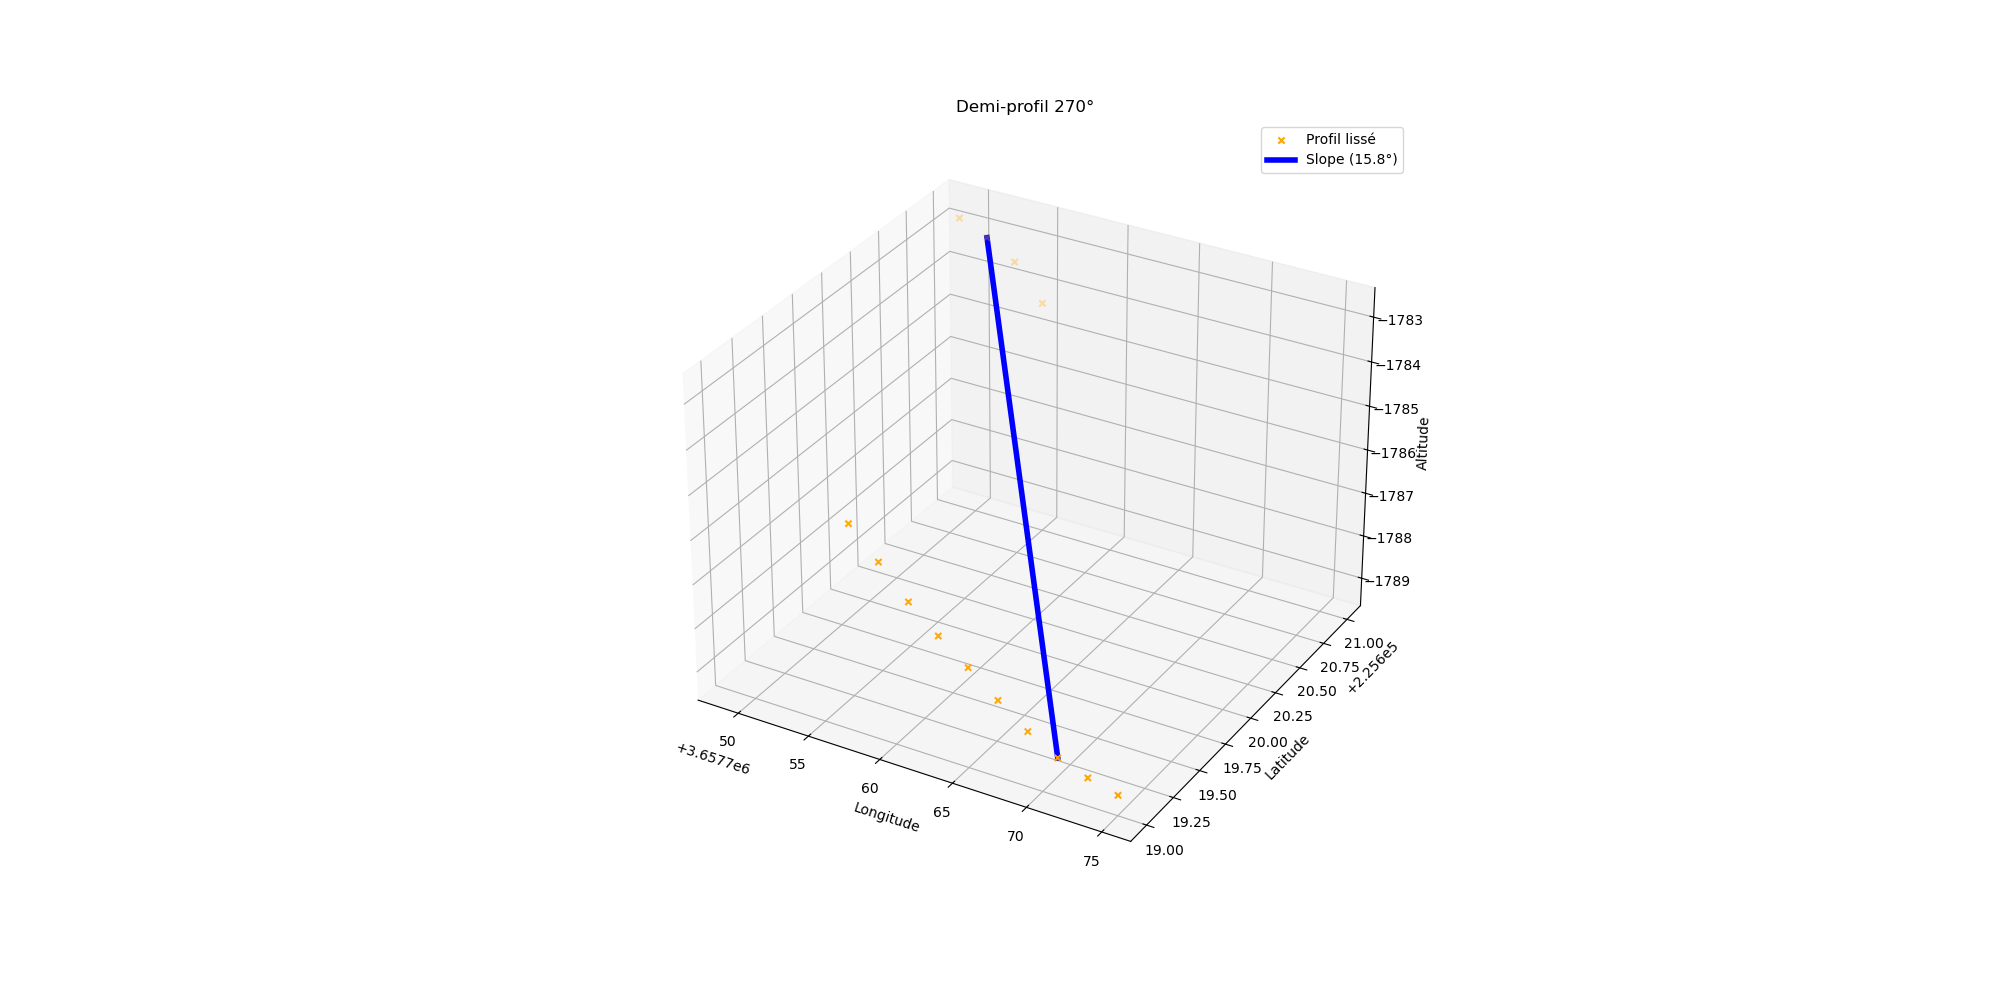 Demi-profil 270°
Profil lissé
Slope (15.8°)
−1783
−1784
−1785
−1786
−1787
−1788
−1789
Altitude
21.00
20.75
20.50
20.25
20.00
19.75
19.50
19.25
19.00
+2.256e5
Latitude
50
55
60
65
70
75
+3.6577e6
Longitude